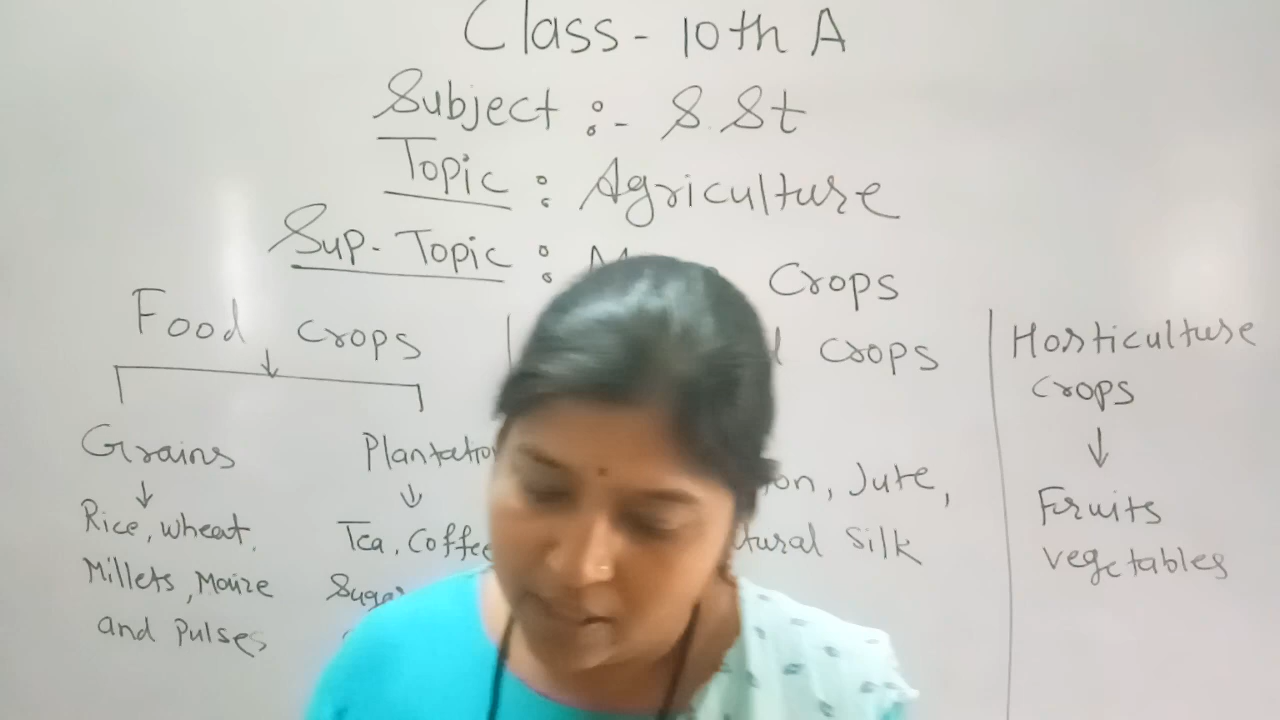 Class - 10th A
Subject :- S.St
Topic : Agriculture
Sup-Topic : Crops
Food crops
Grains
Rice, wheat,
Millets, Maize
and Pulses
Tea, Coffee
crops
Jute,
Silk
Horticulture
crops
Fruits
vegetables